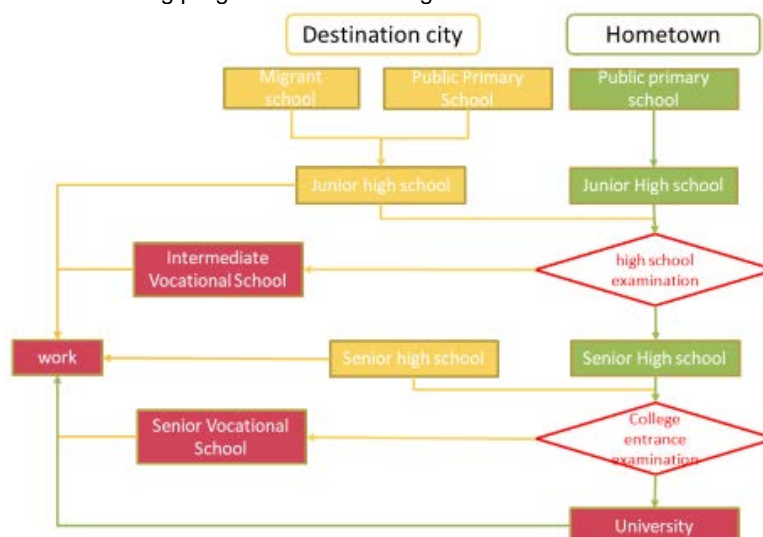 Destination city
Hometown
Migrant
school
Public Primary
School
Public primary
school
Junior high school
Junior High school
Intermediate
Vocational School
high school
examination
work
Senior high school
Senior High school
Senior Vocational
School
College
entrance
examination
University